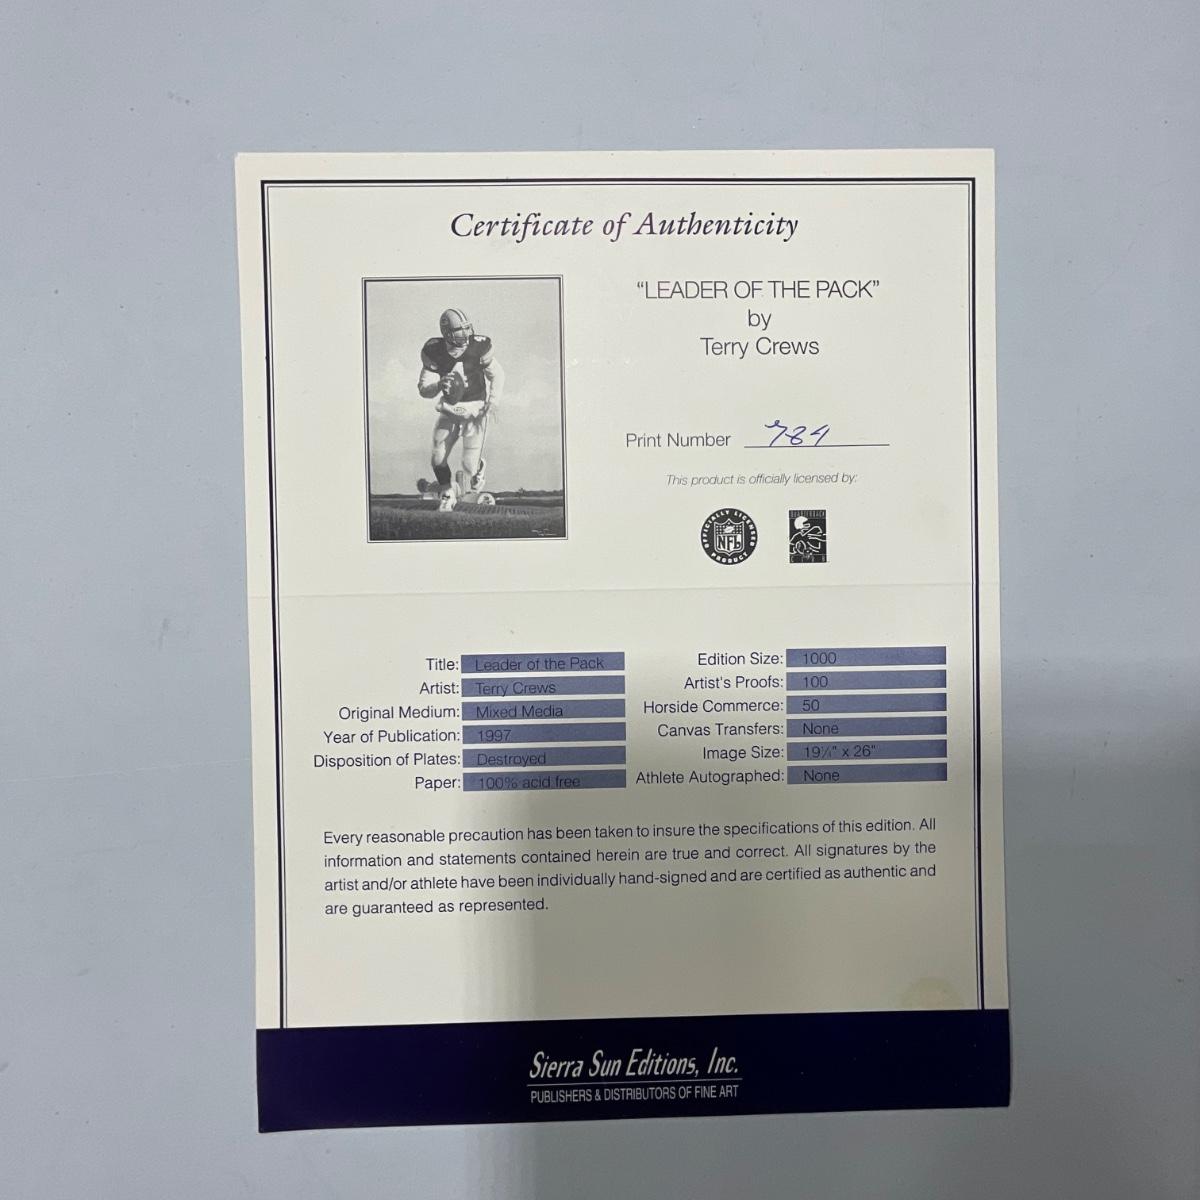 Certificate of Authenticity
“LEADER OF THE PACK”
by
Terry Crews
Print Number 784
This product is officially licensed by:
OFFICIALLY LICENSED
NFL
PRODUCT
QUARTERBACK
CLUB
4
Title: Leader of the Pack
Artist: Terry Crews
Original Medium: Mixed Media
Year of Publication: 1997
Disposition of Plates: Destroyed
Paper: 100% acid free
Edition Size: 1000
Artist's Proofs: 100
Horside Commerce: 50
Canvas Transfers: None
Image Size: x 26"
Athlete Autographed: None
Every reasonable precaution has been taken to insure the specifications of this edition. All
information and statements contained herein are true and correct. All signatures by the
artist and/or athlete have been individually hand-signed and are certified as authentic and
are guaranteed as represented.
Sierra Sun Editions, Inc.
PUBLISHERS & DISTRIBUTORS OF FINE ART